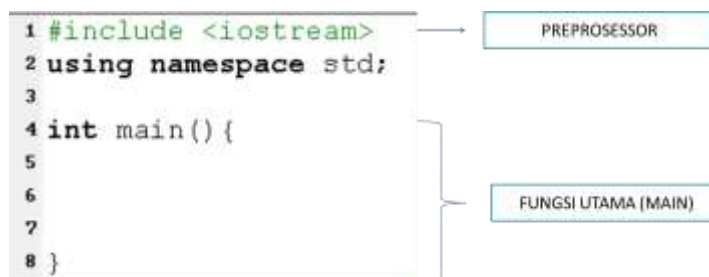 1 #include <iostream>
PREPROSESSOR
2 using namespace std;
3
4 int main(){
5
6
FUNGSI UTAMA (MAIN)
7
8 }